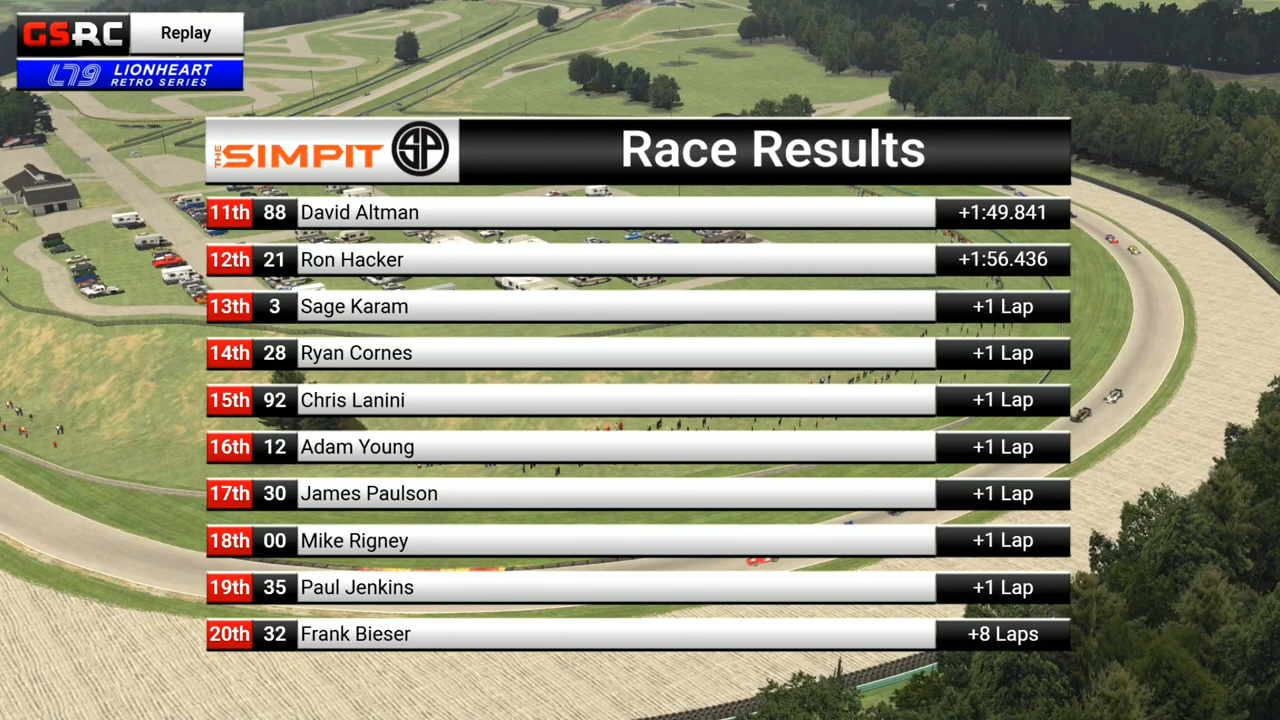 GSRC Replay
L79 LIONHEART
RETRO SERIES
THE SIMPIT SP Race Results
11th 88 David Altman +1:49.841
12th 21 Ron Hacker +1:56.436
13th 3 Sage Karam +1 Lap
14th 28 Ryan Cornes +1 Lap
15th 92 Chris Lanini +1 Lap
16th 12 Adam Young +1 Lap
17th 30 James Paulson +1 Lap
18th 00 Mike Rigney +1 Lap
19th 35 Paul Jenkins +1 Lap
20th 32 Frank Bieser +8 Laps